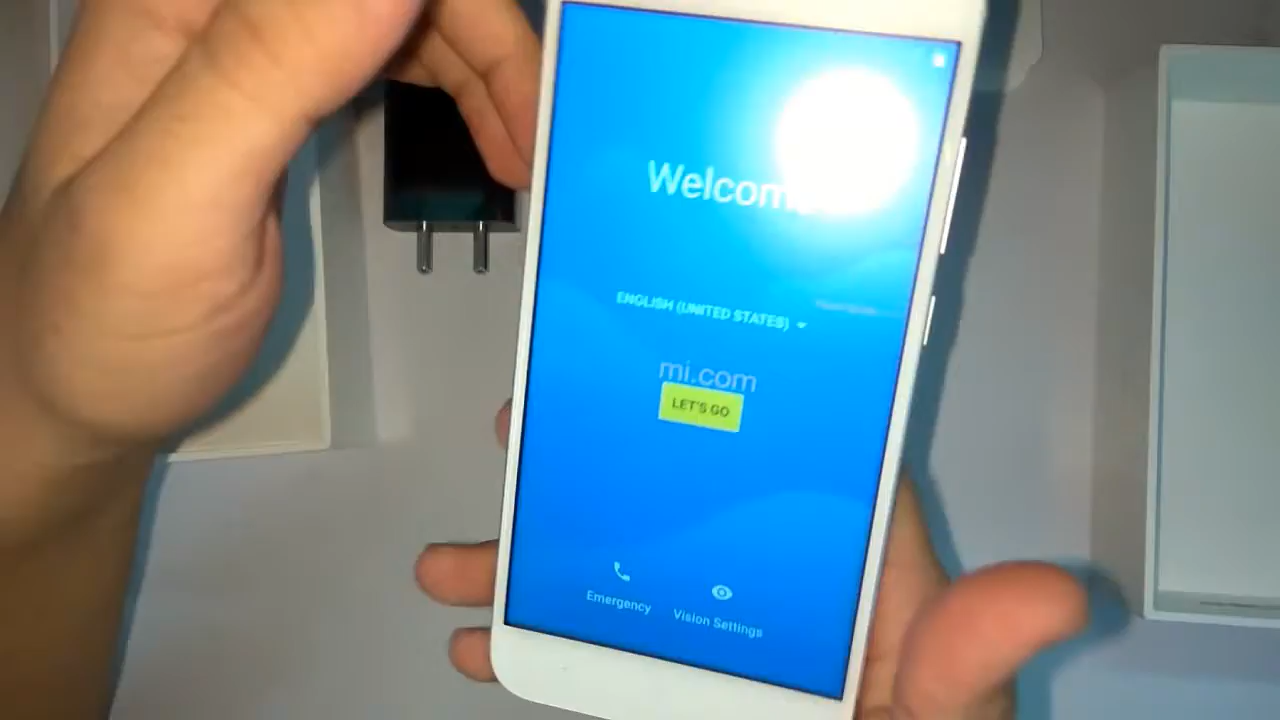 Welcom
ENGLISH (UNITED STATES)
mi.com
LET'S GO
Emergency
Vision Settings